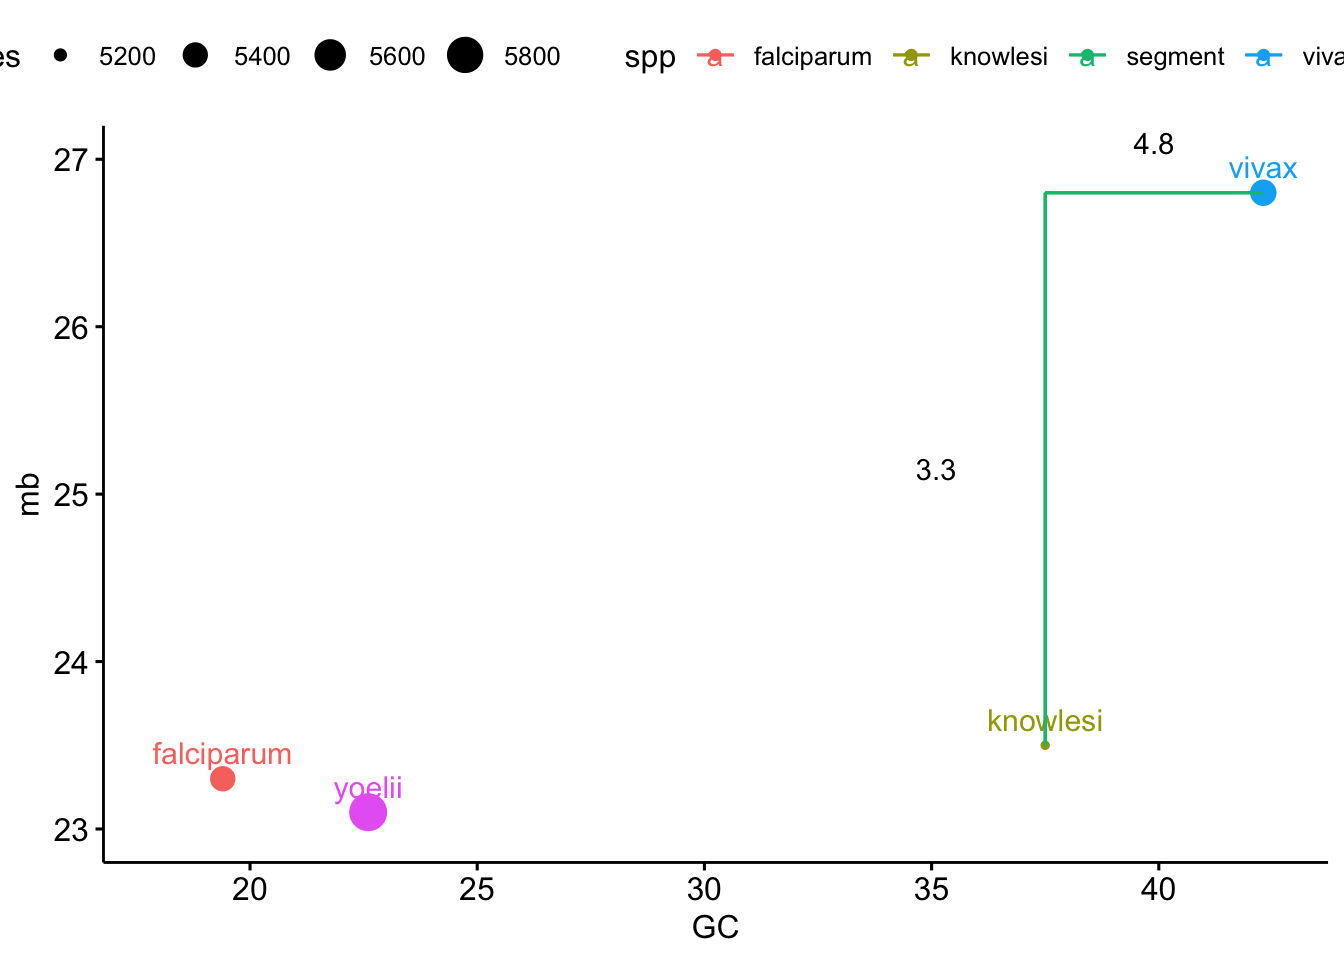 es 5200 5400 5600 5800 spp a falciparum a knowlesi a segment a viva
4.8
27
vivax
26
3.3
mb
25
24
knowlesi
falciparum
yoelii
23
20 25 30 35 40
GC